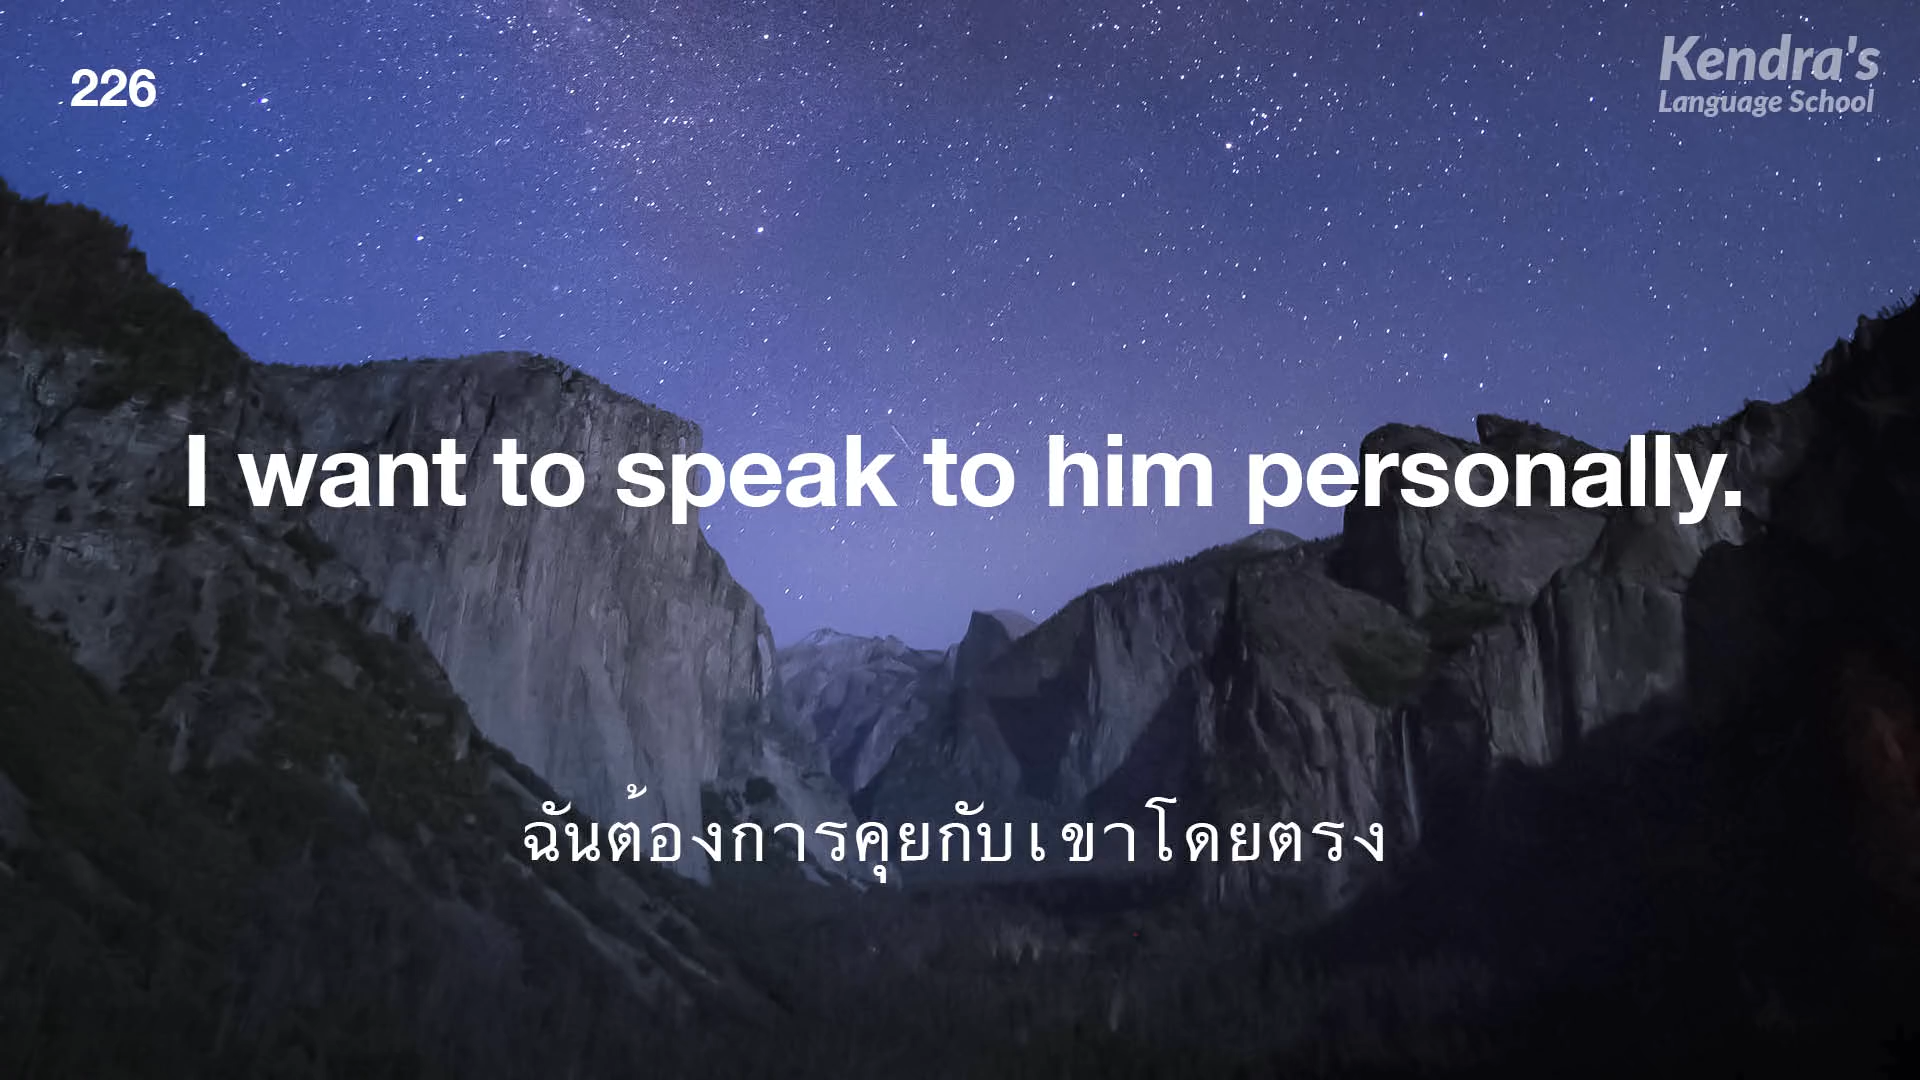 226
Kendra's
Language School
I want to speak to him personally.
ฉันต้องการคุยกับเขาโดยตรง